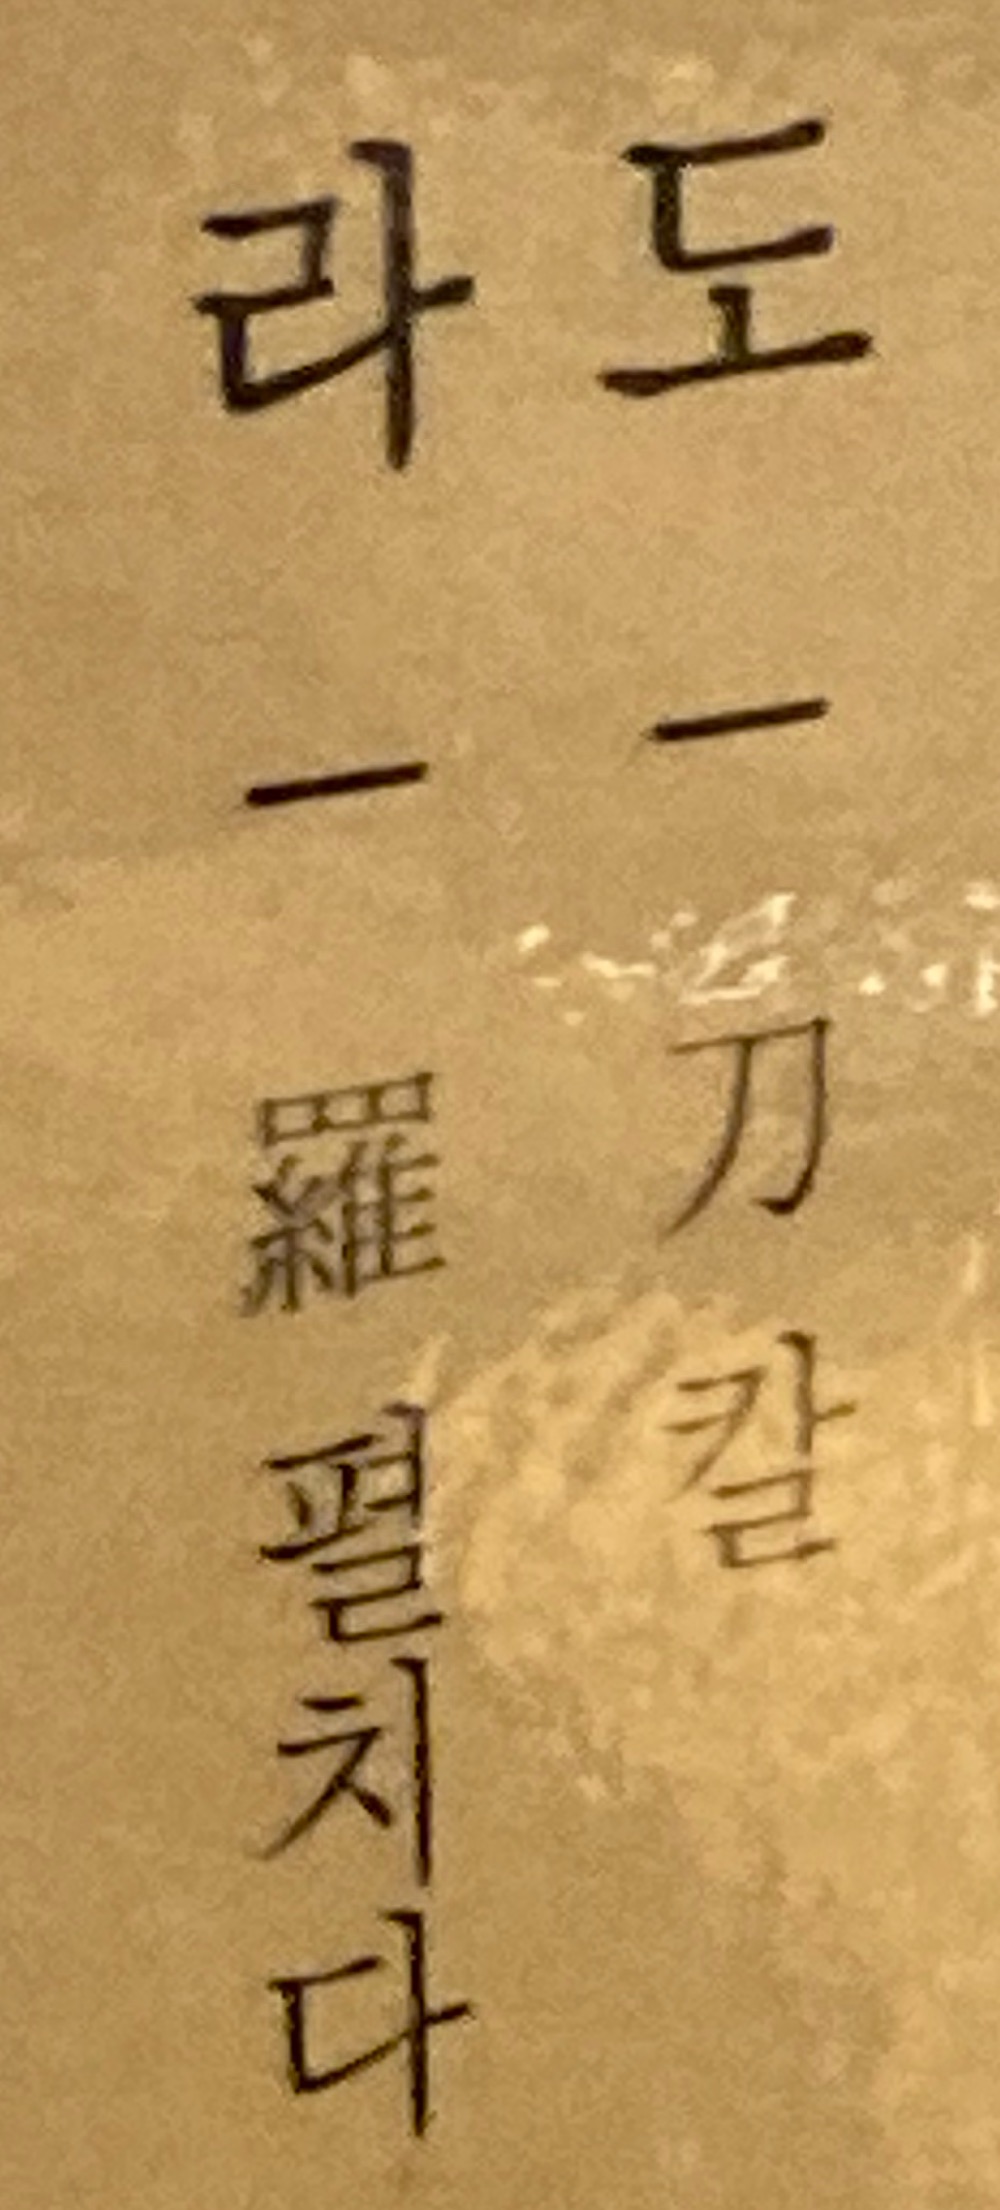 도 - 刀 칼
라 - 羅 펼치다